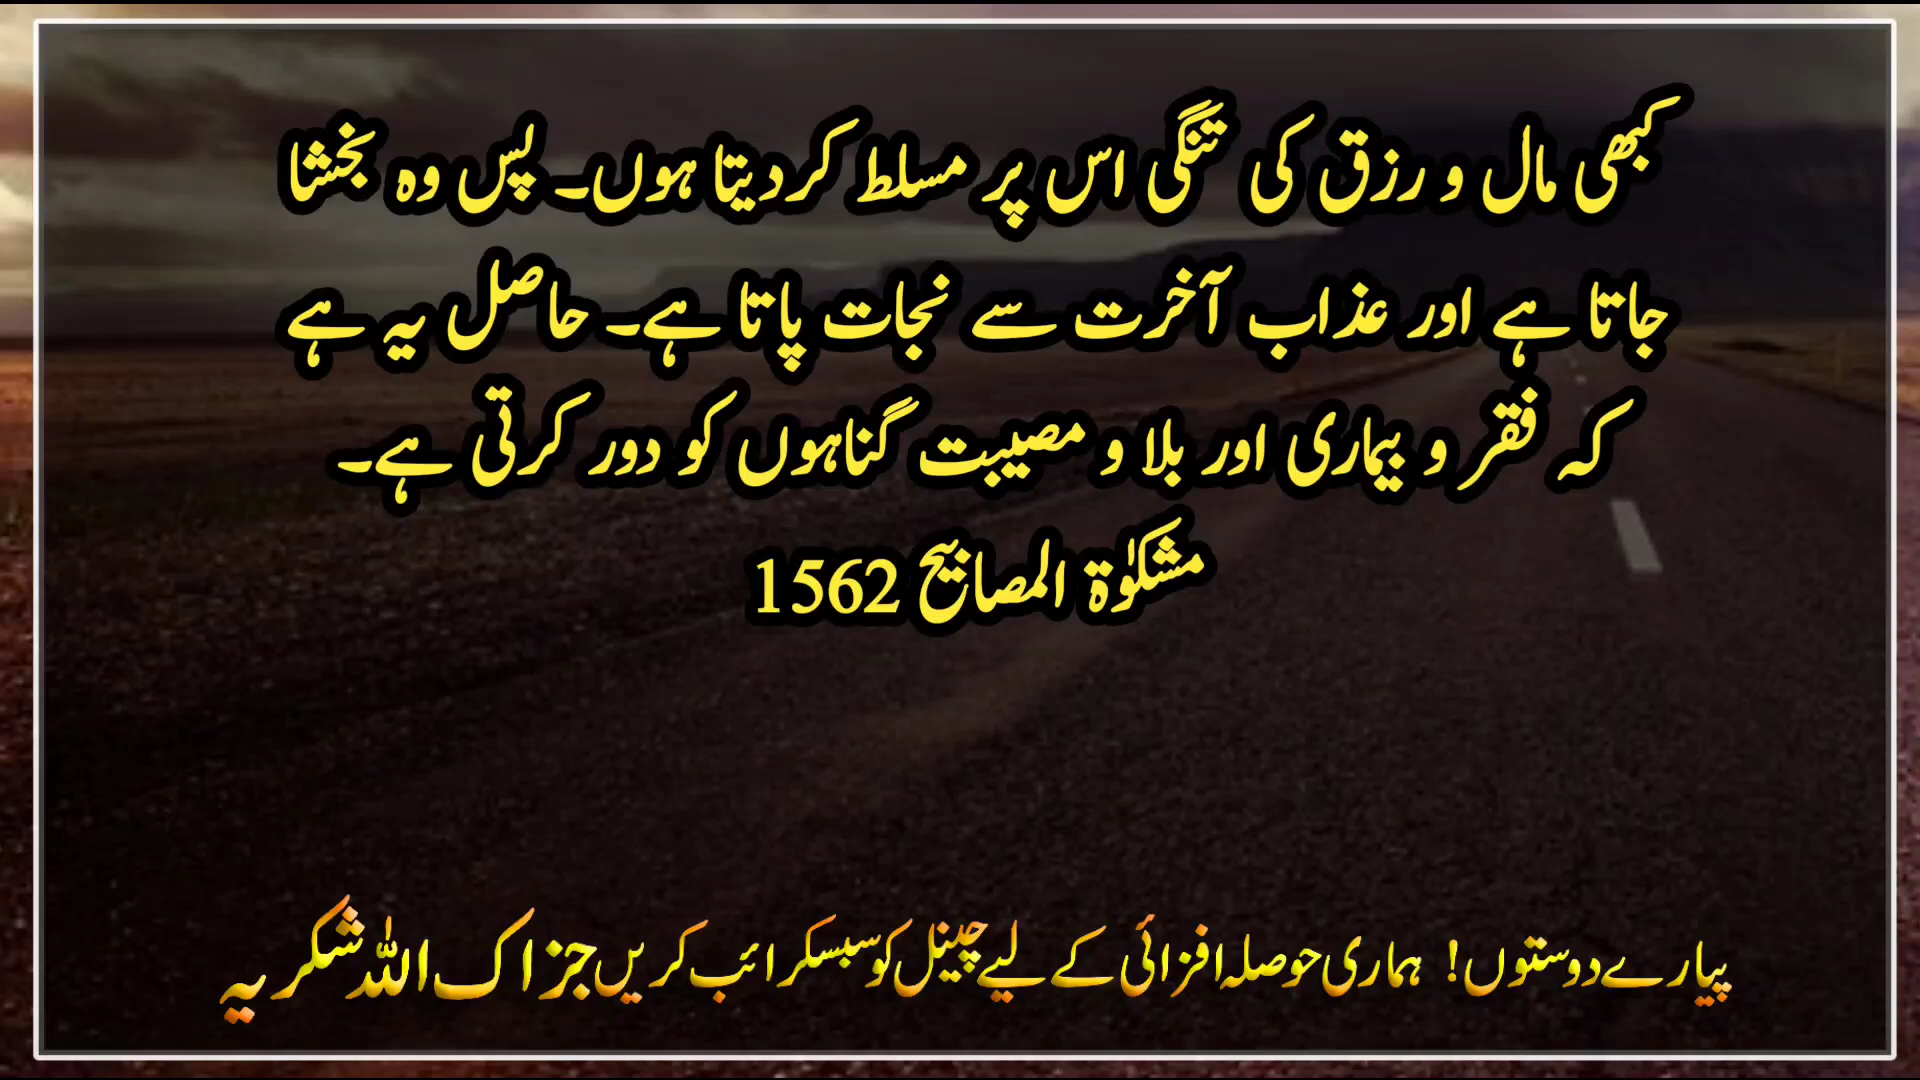 کبھی مال و رزق کی تنگی اس پر مسلط کردیتا ہوں۔ پس وہ بخشا
جاتا ہے اور عذاب آخرت سے نجات پاتا ہے۔ حاصل یہ ہے
کہ فقر و بیماری اور بلا و مصیبت گناہوں کو دور کرتی ہے۔
مشکوٰۃ المصابیح 1562
پیارے دوستوں! ہماری حوصلہ افزائی کے لیے چینل کو سبسکرائب کریں جزاک اللہ شکریہ